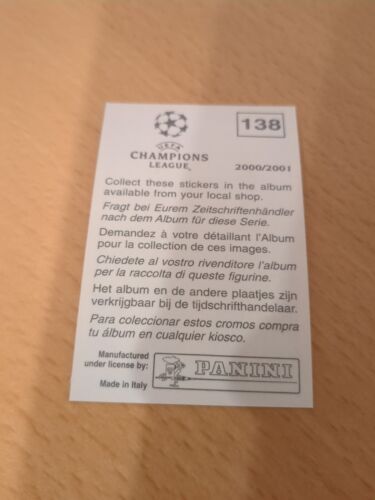 138
UEFA
CHAMPIONS
LEAGUE
2000/2001
Collect these stickers in the album
available from your local shop.
Fragt bei Eurem Zeitschriftenhändler
nach dem Album für diese Serie.
Demandez à votre détaillant l'Album
pour la collection de ces images.
Chiedete al vostro rivenditore l'album
per la raccolta di queste figurine.
Het album en de andere plaatjes zijn
verkrijgbaar bij de tijdschrifthandelaar.
Para coleccionar estos cromos compra
tu álbum en cualquier kiosco.
Manufactured
under license by:
Made in Italy
PANINI